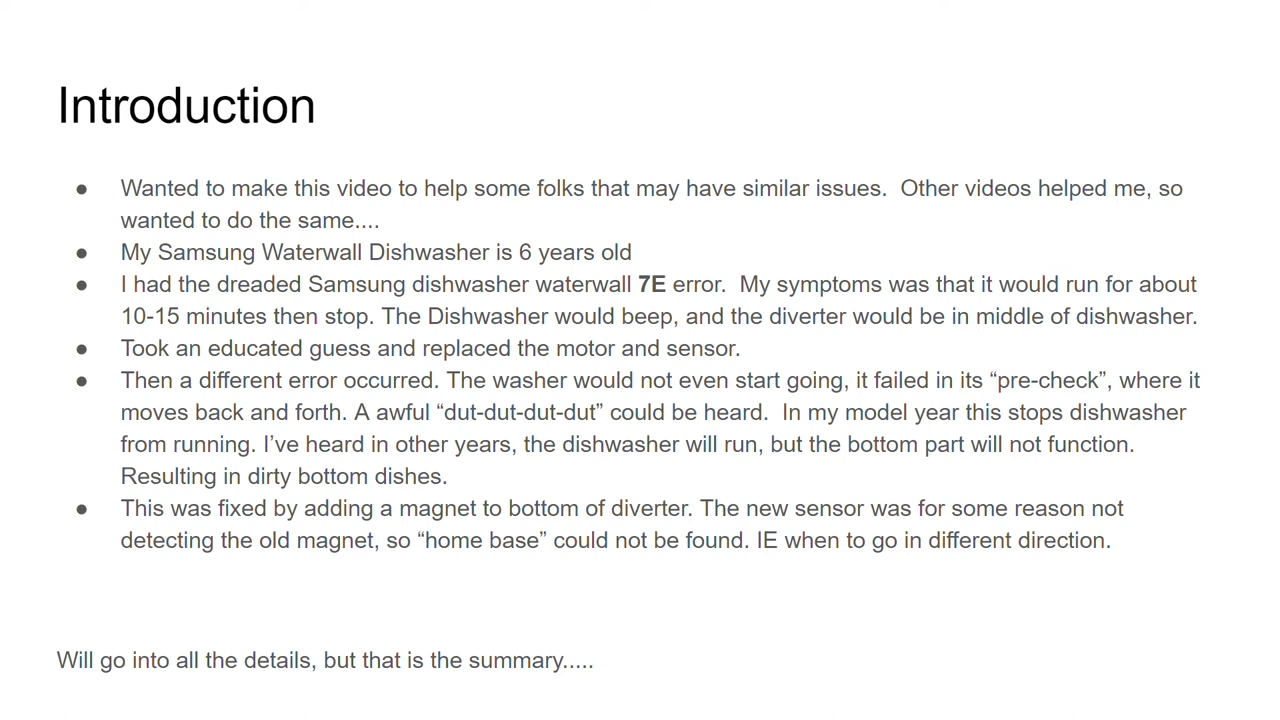 Introduction
● Wanted to make this video to help some folks that may have similar issues.  Other videos helped me, so
wanted to do the same....
● My Samsung Waterwall Dishwasher is 6 years old
● I had the dreaded Samsung dishwasher waterwall 7E error.  My symptoms was that it would run for about
10-15 minutes then stop. The Dishwasher would beep, and the diverter would be in middle of dishwasher.
● Took an educated guess and replaced the motor and sensor.
● Then a different error occurred. The washer would not even start going, it failed in its “pre-check”, where it
moves back and forth. A awful “dut-dut-dut-dut” could be heard.  In my model year this stops dishwasher
from running. I’ve heard in other years, the dishwasher will run, but the bottom part will not function.
Resulting in dirty bottom dishes.
● This was fixed by adding a magnet to bottom of diverter. The new sensor was for some reason not
detecting the old magnet, so “home base” could not be found. IE when to go in different direction.
Will go into all the details, but that is the summary.....